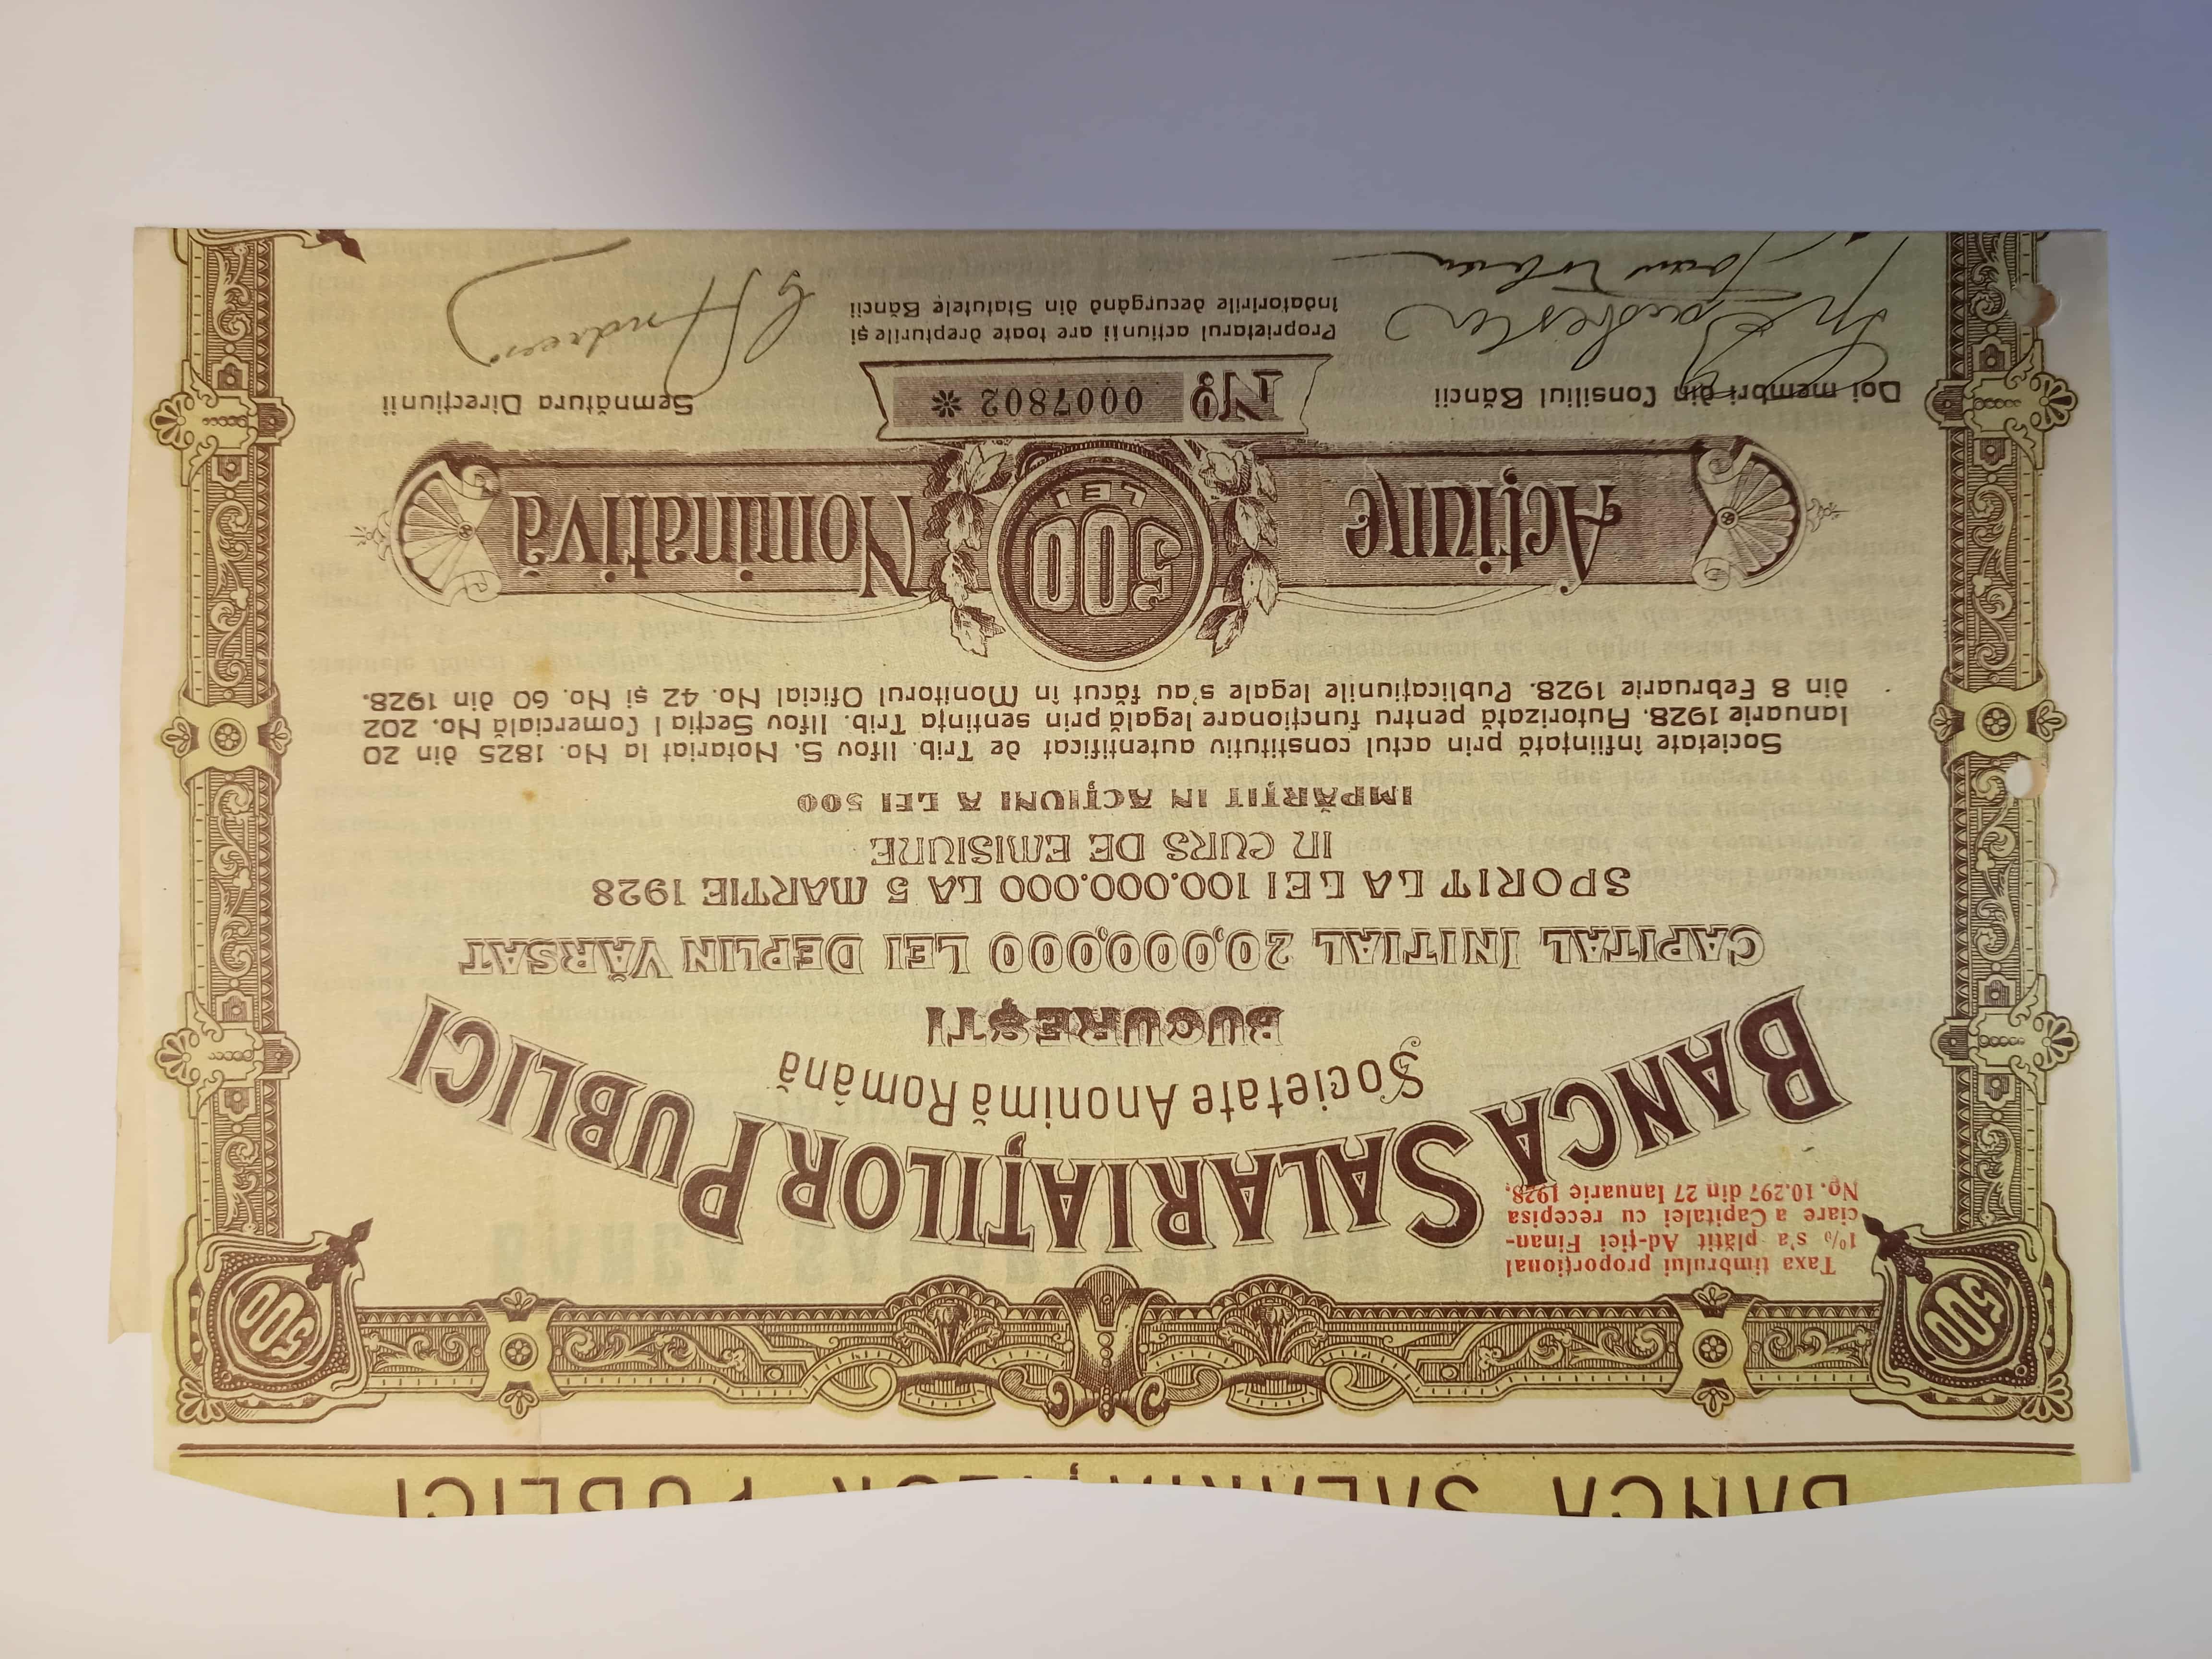 BANCA SALARIAȚILOR PUBLICI
500
500
Taxa timbrului proporțional
1% s'a plătit Ad-ției Finan-
ciare a Capitalei cu recepisa
No. 10.297 din 27 Ianuarie 1928.
BANCA SALARIAȚILOR PUBLICI
Societate Anonimă Română
BUCUREȘTI
CAPITAL INITIAL 20,000,000 LEI DEPLIN VĂRSAT
SPORIT LA LEI 100.000.000 LA 5 MARTIE 1928
IN CURS DE EMISIUNE
IMPĂRȚIT IN ACȚIUNI A LEI 500
Societate înființată prin actul constitutiv autentificat de Trib. Ilfov S. Notariat la No. 1825 din 20
Ianuarie 1928. Autorizată pentru funcționare legală prin sentința Trib. Ilfov Secția I Comercială No. 202
din 8 Februarie 1928. Publicațiunile legale s'au făcut în Monitorul Oficial No. 42 și No. 60 din 1928.
Acțiune 500 LEI Nominativă
Doi membri din Consiliul Băncii
No 0007802 *
Semnătura Direcțiunii
Proprietarul acțiunii are toate drepturile și
îndatoririle decurgând din Statutele Băncii